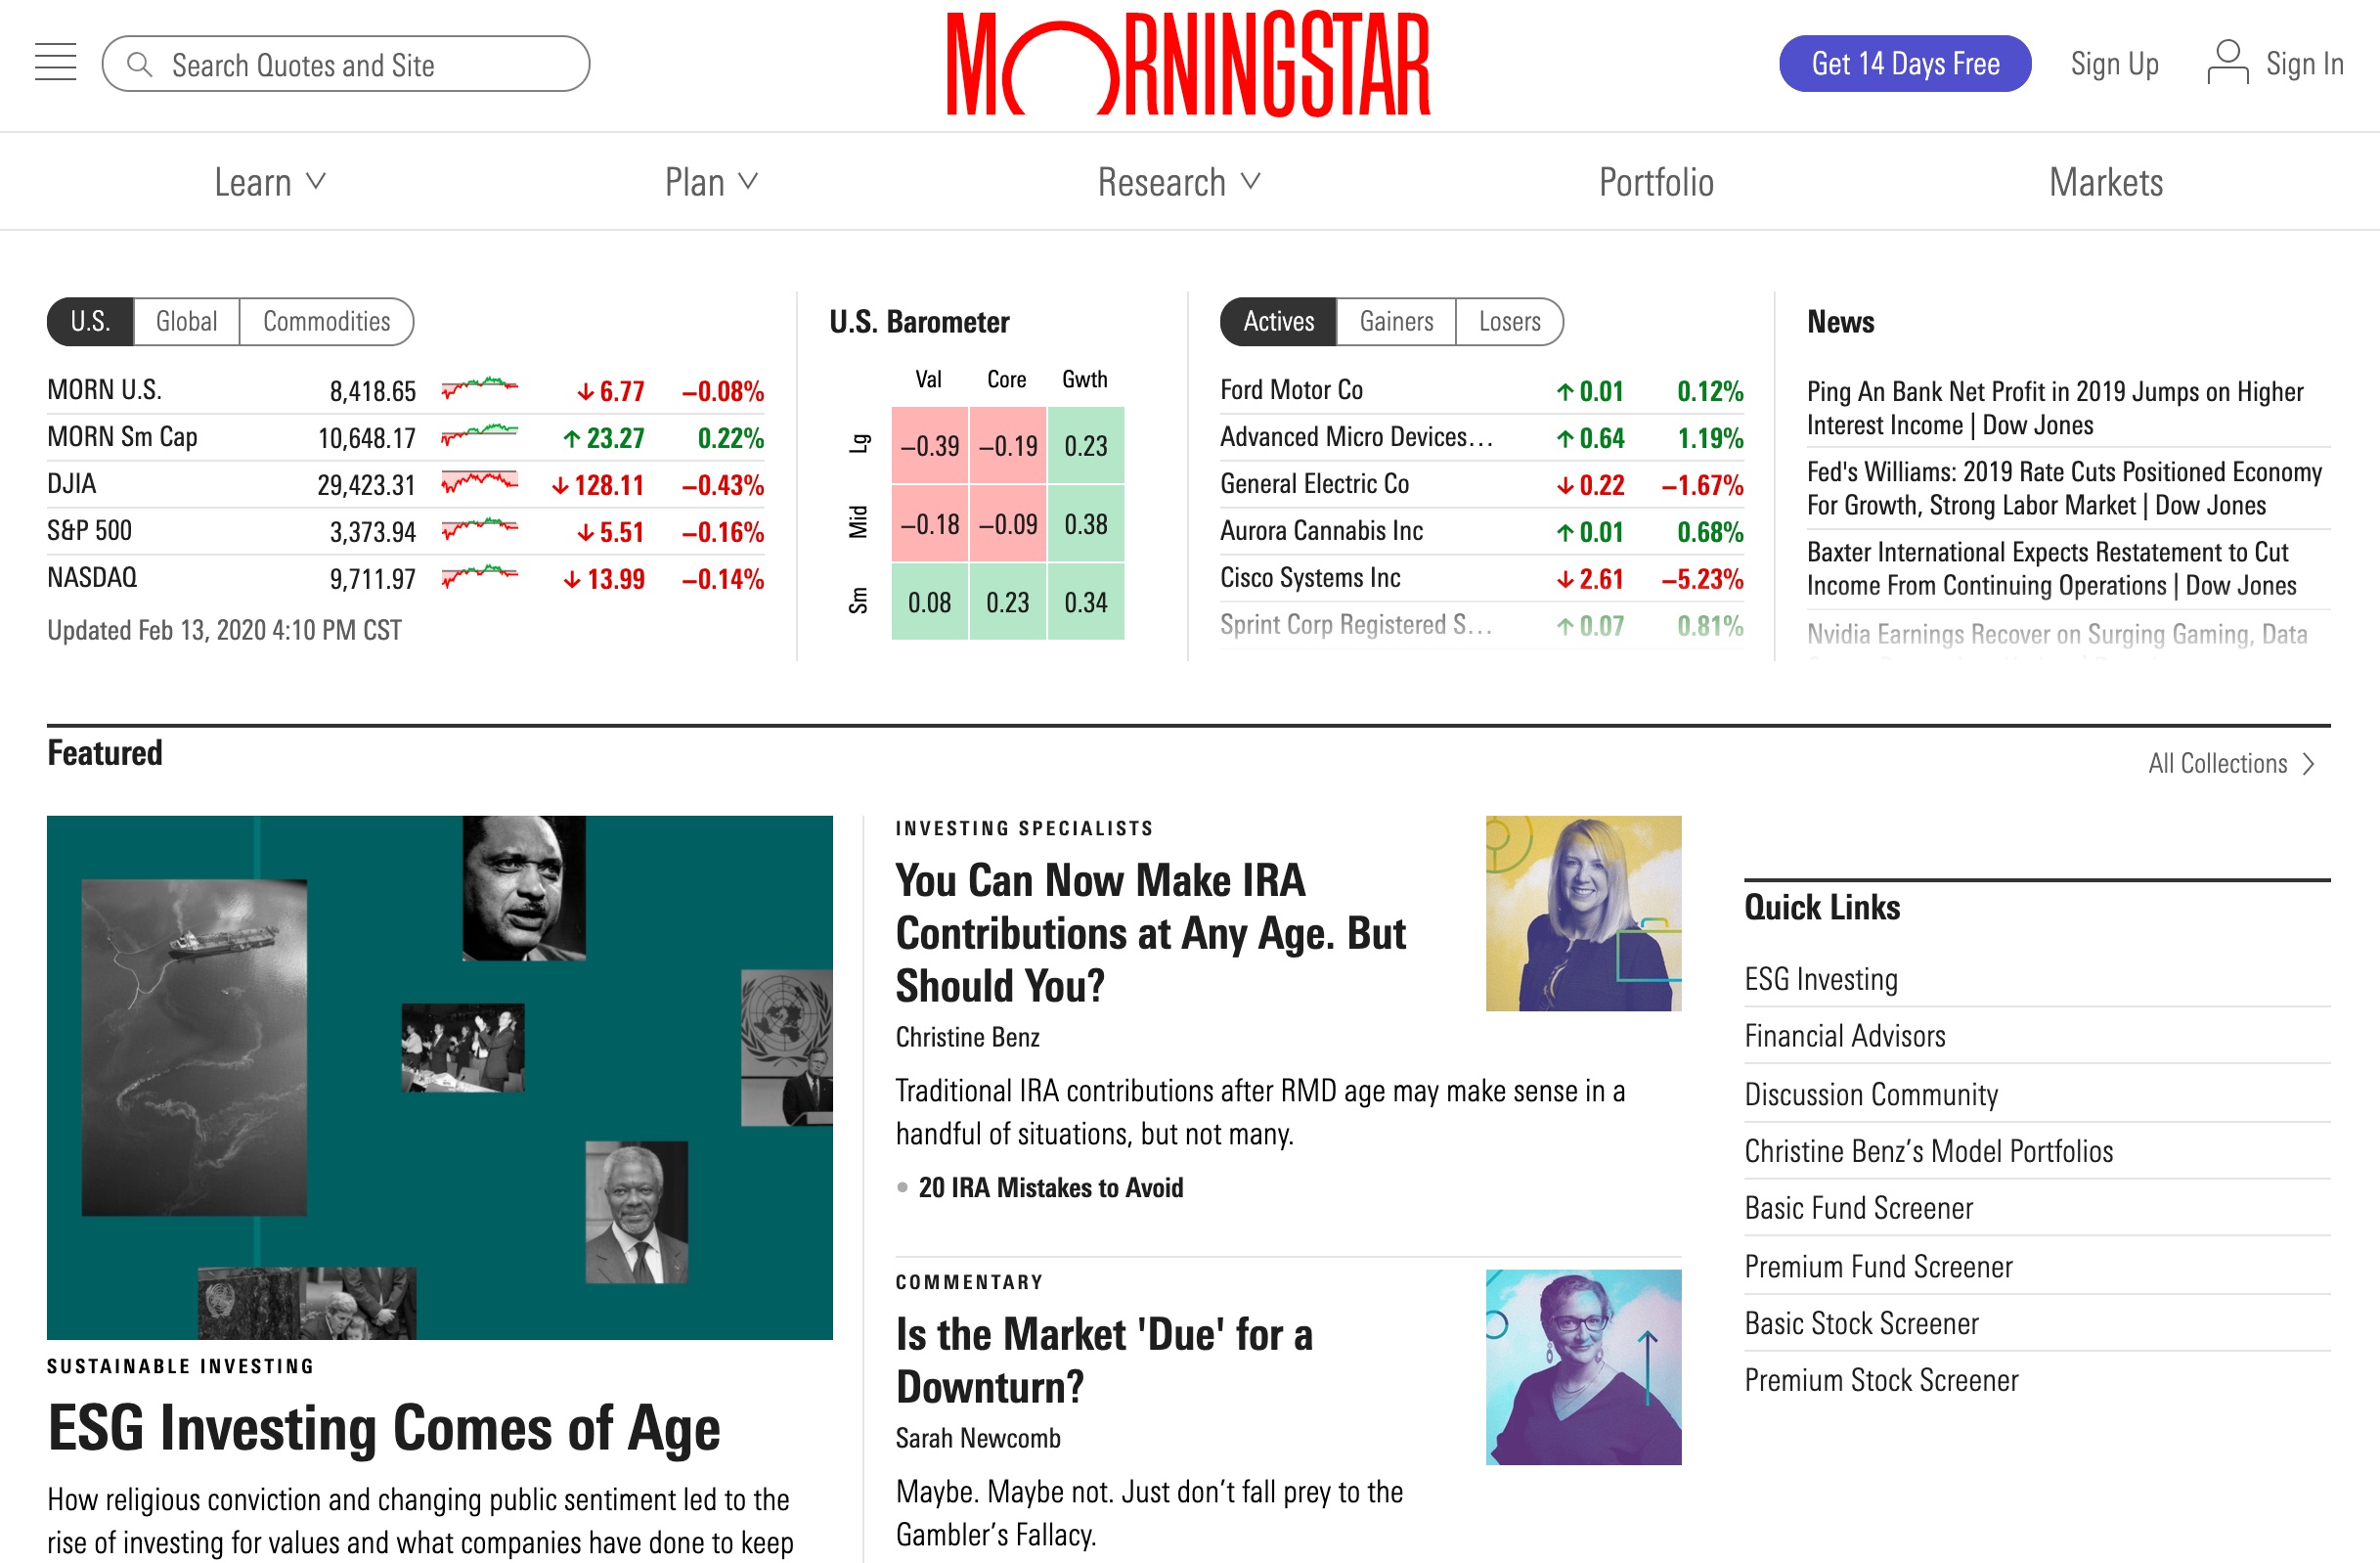 Search Quotes and Site
MORNINGSTAR
Get 14 Days Free
Sign Up
Sign In
Learn
Plan
Research
Portfolio
Markets
U.S.
Global
Commodities
MORN U.S. 8,418.65 ↓6.77 –0.08%
MORN Sm Cap 10,648.17 ↑23.27 0.22%
DJIA 29,423.31 ↓128.11 –0.43%
S&P 500 3,373.94 ↓5.51 –0.16%
NASDAQ 9,711.97 ↓13.99 –0.14%
Updated Feb 13, 2020 4:10 PM CST
U.S. Barometer
Val Core Gwth
Lg –0.39 –0.19 0.23
Mid –0.18 –0.09 0.38
Sm 0.08 0.23 0.34
Actives
Gainers
Losers
Ford Motor Co ↑0.01 0.12%
Advanced Micro Devices… ↑0.64 1.19%
General Electric Co ↓0.22 –1.67%
Aurora Cannabis Inc ↑0.01 0.68%
Cisco Systems Inc ↓2.61 –5.23%
Sprint Corp Registered S… ↑0.07 0.81%
News
Ping An Bank Net Profit in 2019 Jumps on Higher
Interest Income | Dow Jones
Fed's Williams: 2019 Rate Cuts Positioned Economy
For Growth, Strong Labor Market | Dow Jones
Baxter International Expects Restatement to Cut
Income From Continuing Operations | Dow Jones
Nvidia Earnings Recover on Surging Gaming, Data
Featured
All Collections
SUSTAINABLE INVESTING
ESG Investing Comes of Age
How religious conviction and changing public sentiment led to the
rise of investing for values and what companies have done to keep
INVESTING SPECIALISTS
You Can Now Make IRA
Contributions at Any Age. But
Should You?
Christine Benz
Traditional IRA contributions after RMD age may make sense in a
handful of situations, but not many.
• 20 IRA Mistakes to Avoid
COMMENTARY
Is the Market 'Due' for a
Downturn?
Sarah Newcomb
Maybe. Maybe not. Just don’t fall prey to the
Gambler’s Fallacy.
Quick Links
ESG Investing
Financial Advisors
Discussion Community
Christine Benz’s Model Portfolios
Basic Fund Screener
Premium Fund Screener
Basic Stock Screener
Premium Stock Screener